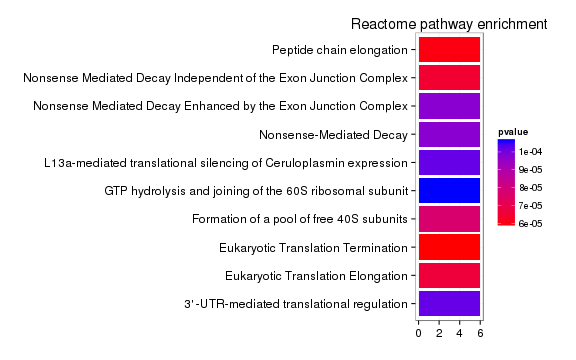 Reactome pathway enrichment
Peptide chain elongation
Nonsense Mediated Decay Independent of the Exon Junction Complex
Nonsense Mediated Decay Enhanced by the Exon Junction Complex
Nonsense-Mediated Decay
L13a-mediated translational silencing of Ceruloplasmin expression
GTP hydrolysis and joining of the 60S ribosomal subunit
Formation of a pool of free 40S subunits
Eukaryotic Translation Termination
Eukaryotic Translation Elongation
3'-UTR-mediated translational regulation
0 2 4 6
pvalue
1e-04
9e-05
8e-05
7e-05
6e-05